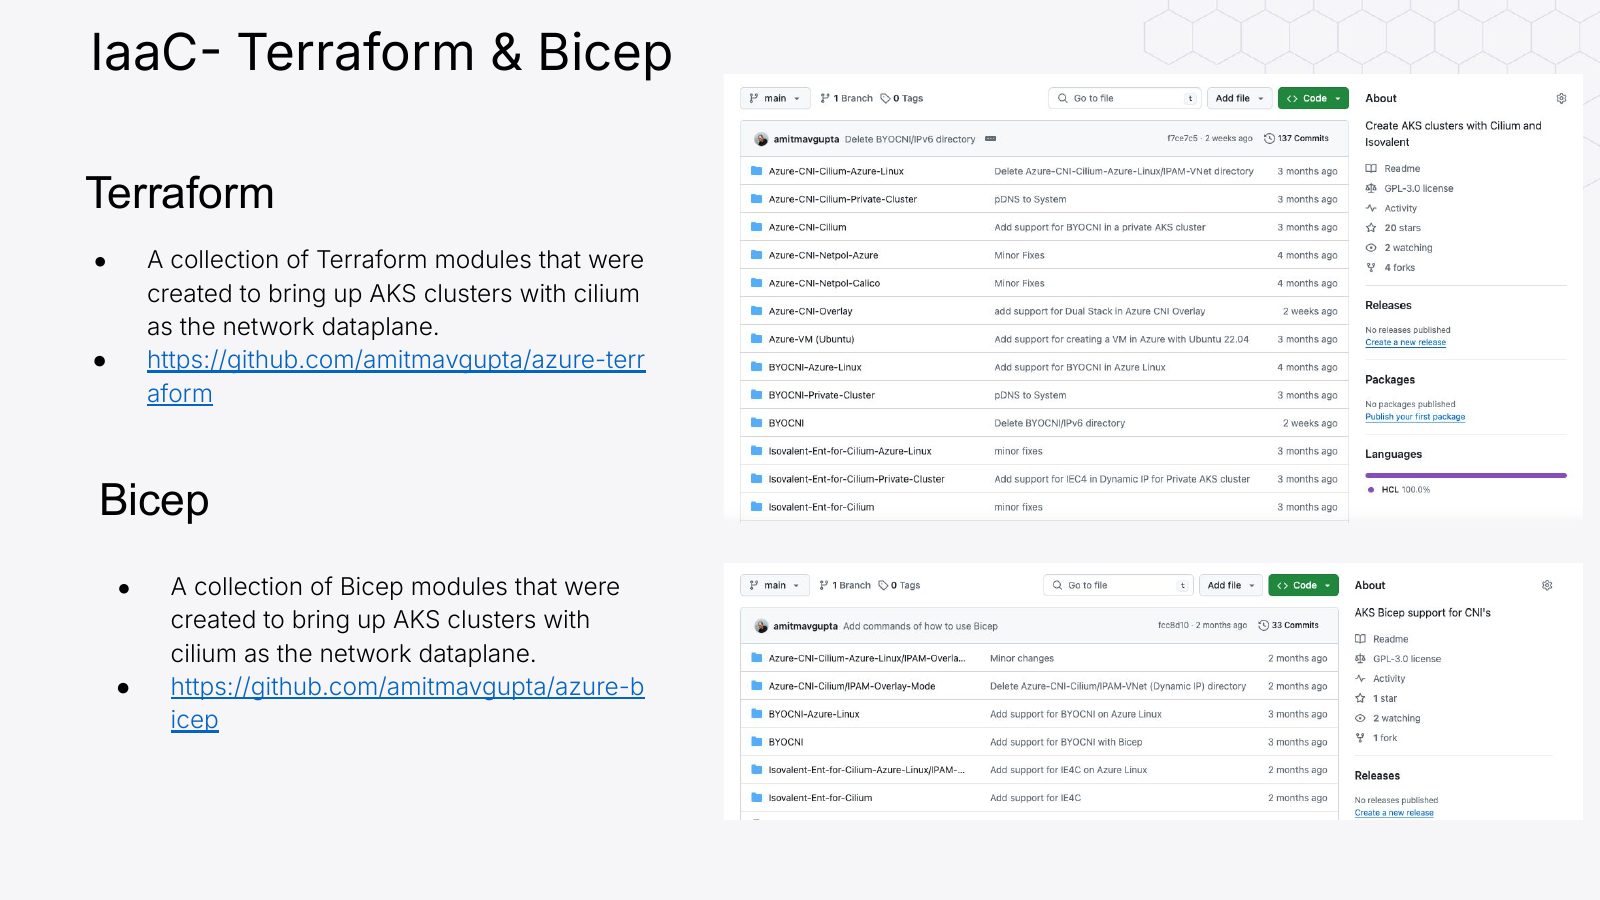 IaaC- Terraform & Bicep
Terraform
● A collection of Terraform modules that were
created to bring up AKS clusters with cilium
as the network dataplane.
● https://github.com/amitmavgupta/azure-terr
aform
Bicep
● A collection of Bicep modules that were
created to bring up AKS clusters with
cilium as the network dataplane.
● https://github.com/amitmavgupta/azure-b
icep
main 1 Branch 0 Tags Go to file t Add file <> Code
amitmavgupta Delete BYOCNI/IPv6 directory f7ce7c5 · 2 weeks ago 137 Commits
Azure-CNI-Cilium-Azure-Linux Delete Azure-CNI-Cilium-Azure-Linux/IPAM-VNet directory 3 months ago
Azure-CNI-Cilium-Private-Cluster pDNS to System 3 months ago
Azure-CNI-Cilium Add support for BYOCNI in a private AKS cluster 3 months ago
Azure-CNI-Netpol-Azure Minor Fixes 4 months ago
Azure-CNI-Netpol-Calico Minor Fixes 4 months ago
Azure-CNI-Overlay add support for Dual Stack in Azure CNI Overlay 2 weeks ago
Azure-VM (Ubuntu) Add support for creating a VM in Azure with Ubuntu 22.04 3 months ago
BYOCNI-Azure-Linux Add support for BYOCNI in Azure Linux 4 months ago
BYOCNI-Private-Cluster pDNS to System 3 months ago
BYOCNI Delete BYOCNI/IPv6 directory 2 weeks ago
Isovalent-Ent-for-Cilium-Azure-Linux minor fixes 3 months ago
Isovalent-Ent-for-Cilium-Private-Cluster Add support for IEC4 in Dynamic IP for Private AKS cluster 3 months ago
Isovalent-Ent-for-Cilium minor fixes 3 months ago
About
Create AKS clusters with Cilium and
Isovalent
Readme
GPL-3.0 license
Activity
20 stars
2 watching
4 forks
Releases
No releases published
Create a new release
Packages
No packages published
Publish your first package
Languages
HCL 100.0%
main 1 Branch 0 Tags Go to file t Add file <> Code
amitmavgupta Add commands of how to use Bicep fcc8d10 · 2 months ago 33 Commits
Azure-CNI-Cilium-Azure-Linux/IPAM-Overla... Minor changes 2 months ago
Azure-CNI-Cilium/IPAM-Overlay-Mode Delete Azure-CNI-Cilium/IPAM-VNet (Dynamic IP) directory 2 months ago
BYOCNI-Azure-Linux Add support for BYOCNI on Azure Linux 3 months ago
BYOCNI Add support for BYOCNI with Bicep 3 months ago
Isovalent-Ent-for-Cilium-Azure-Linux/IPAM-... Add support for IE4C on Azure Linux 2 months ago
Isovalent-Ent-for-Cilium Add support for IE4C 2 months ago
About
AKS Bicep support for CNI's
Readme
GPL-3.0 license
Activity
1 star
2 watching
1 fork
Releases
No releases published
Create a new release